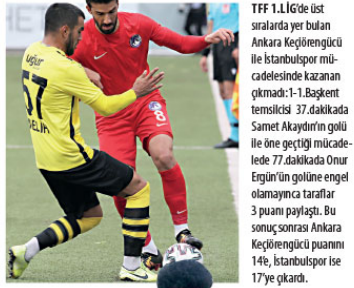 TFF 1.LİG'de üst
sıralarda yer bulan
Ankara Keçiörengücü
ile İstanbulspor mü-
cadelesinde kazanan
çıkmadı:1-1.Başkent
temsilcisi 37.dakikada
Samet Akaydın'ın golü
ile öne geçtiği mücade-
lede 77.dakikada Onur
Ergün'ün golüne engel
olamayınca taraflar
3 puanı paylaştı. Bu
sonuç sonrası Ankara
Keçiörengücü puanını
14'e, İstanbulspor ise
17'ye çıkardı.
uğur
57
8